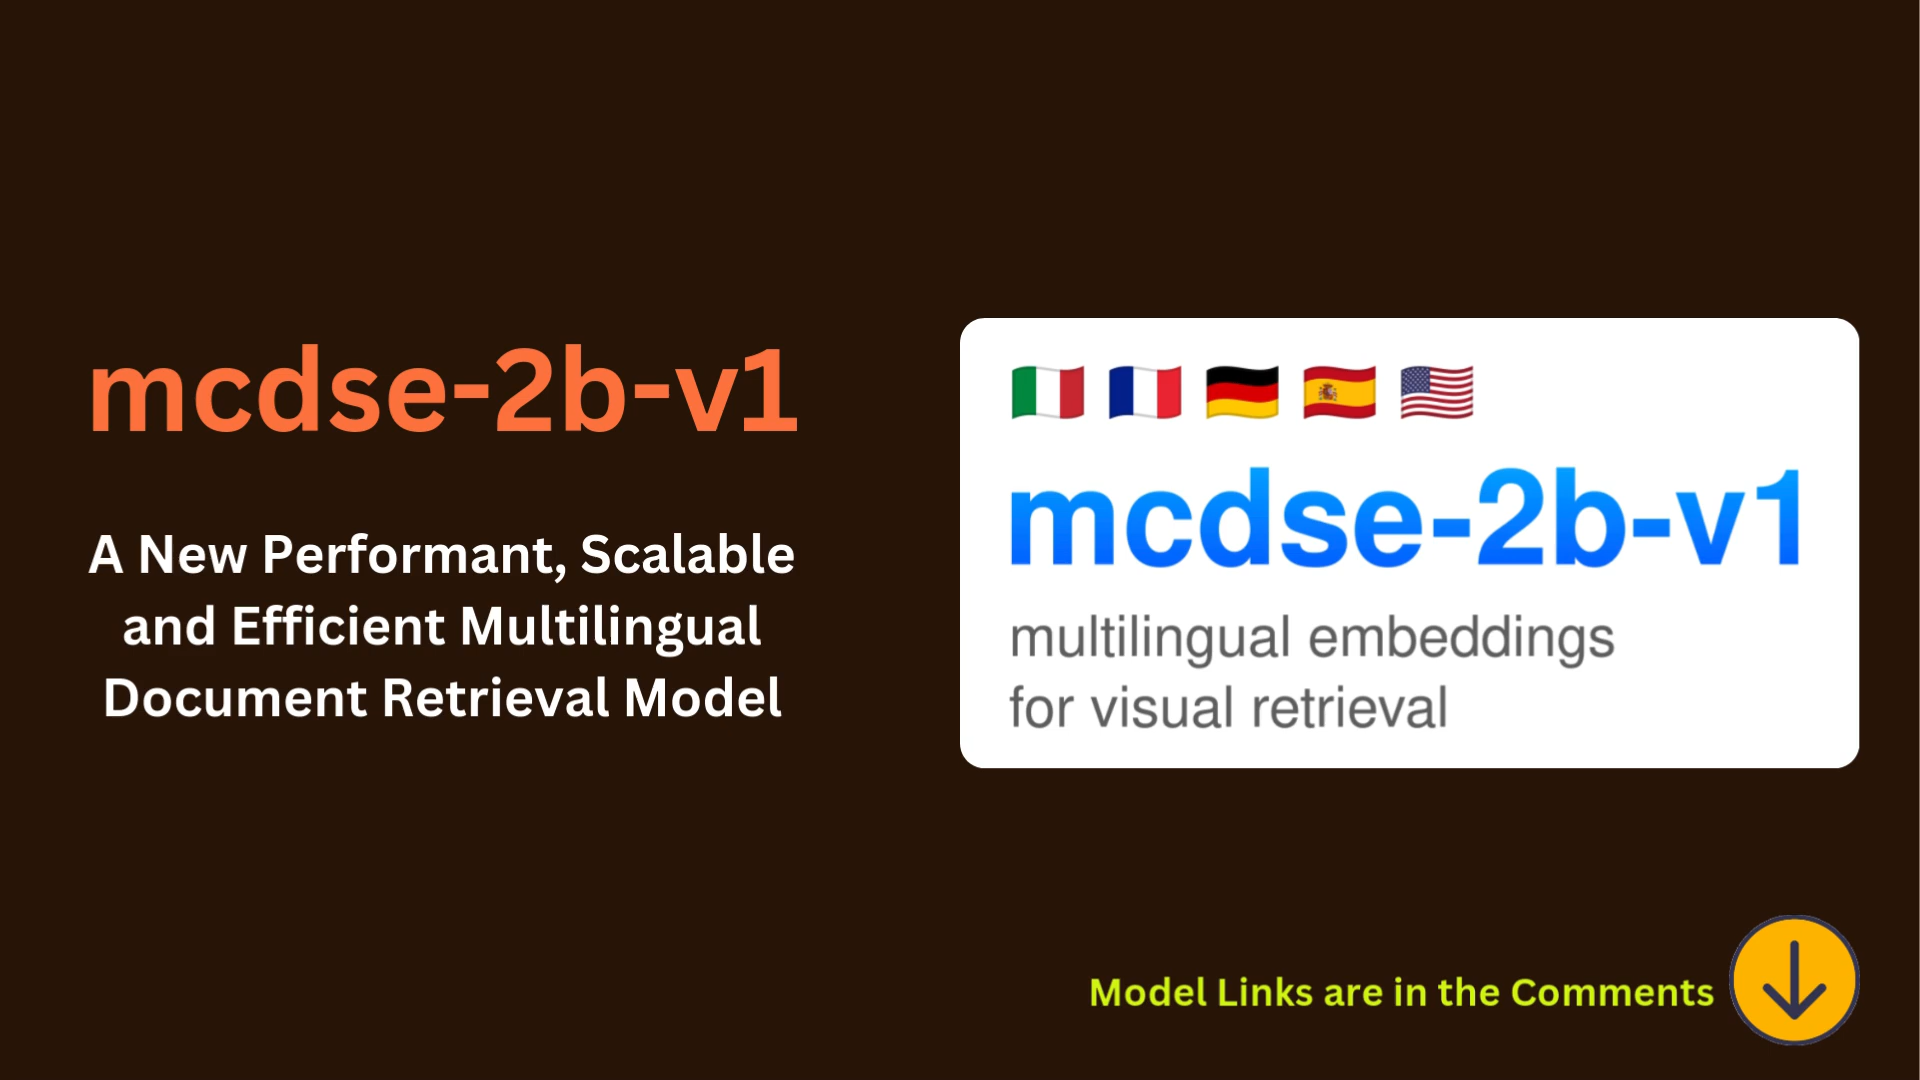 mcdse-2b-v1
A New Performant, Scalable
and Efficient Multilingual
Document Retrieval Model
mcdse-2b-v1
multilingual embeddings
for visual retrieval
Model Links are in the Comments